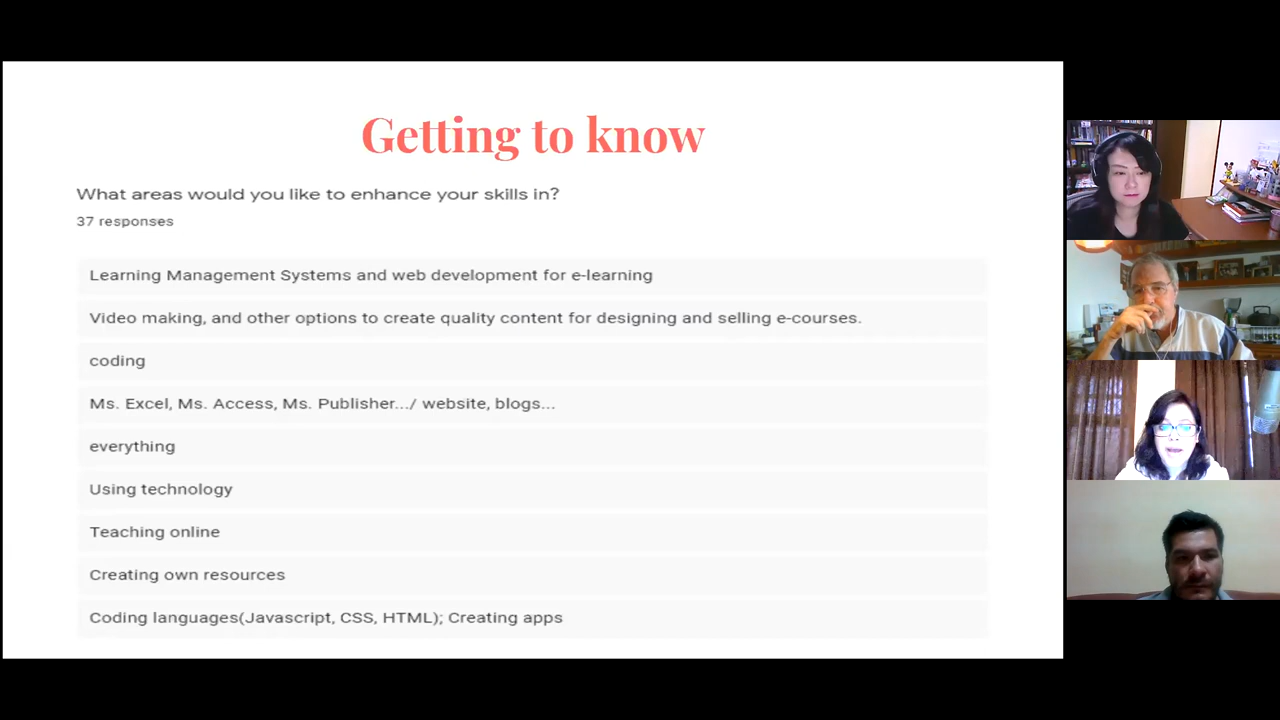 Getting to know
What areas would you like to enhance your skills in?
37 responses
Learning Management Systems and web development for e-learning
Video making, and other options to create quality content for designing and selling e-courses.
coding
Ms. Excel, Ms. Access, Ms. Publisher.../ website, blogs...
everything
Using technology
Teaching online
Creating own resources
Coding languages(Javascript, CSS, HTML); Creating apps